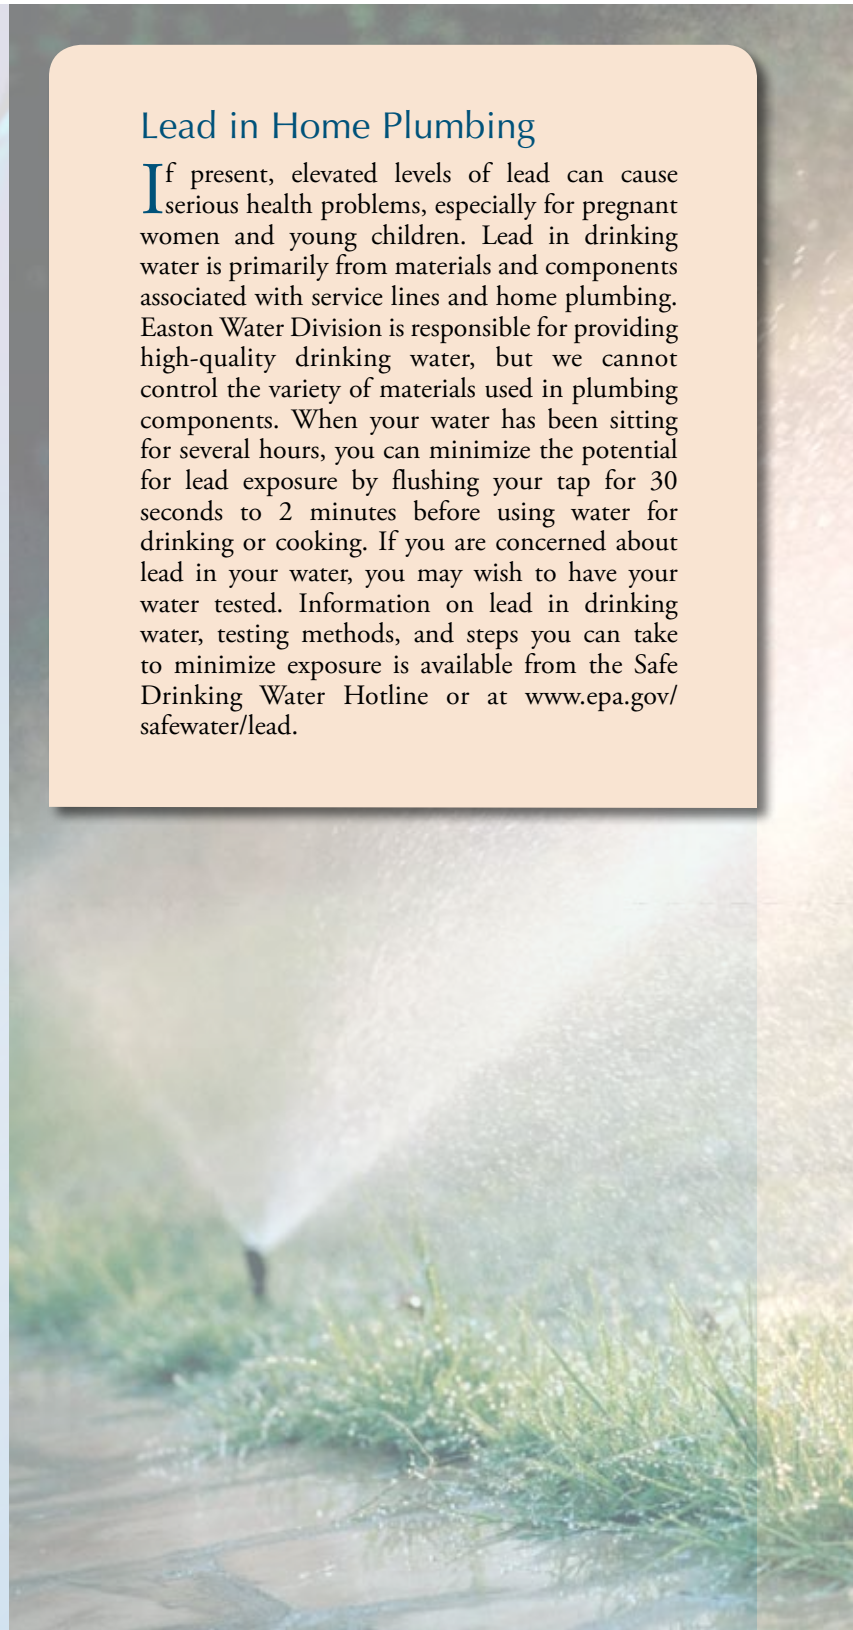 Lead in Home Plumbing
If present, elevated levels of lead can cause
serious health problems, especially for pregnant
women and young children. Lead in drinking
water is primarily from materials and components
associated with service lines and home plumbing.
Easton Water Division is responsible for providing
high-quality drinking water, but we cannot
control the variety of materials used in plumbing
components. When your water has been sitting
for several hours, you can minimize the potential
for lead exposure by flushing your tap for 30
seconds to 2 minutes before using water for
drinking or cooking. If you are concerned about
lead in your water, you may wish to have your
water tested. Information on lead in drinking
water, testing methods, and steps you can take
to minimize exposure is available from the Safe
Drinking Water Hotline or at www.epa.gov/
safewater/lead.